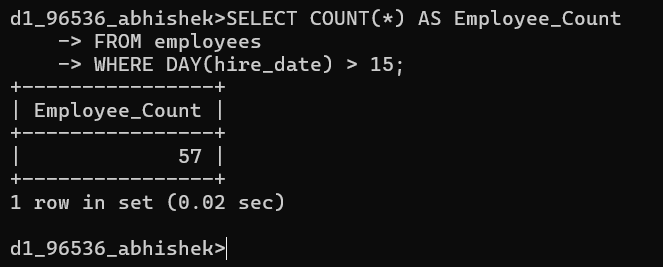 d1_96536_abhishek>SELECT COUNT(*) AS Employee_Count
    -> FROM employees
    -> WHERE DAY(hire_date) > 15;
+----------------+
| Employee_Count |
+----------------+
|             57 |
+----------------+
1 row in set (0.02 sec)

d1_96536_abhishek>